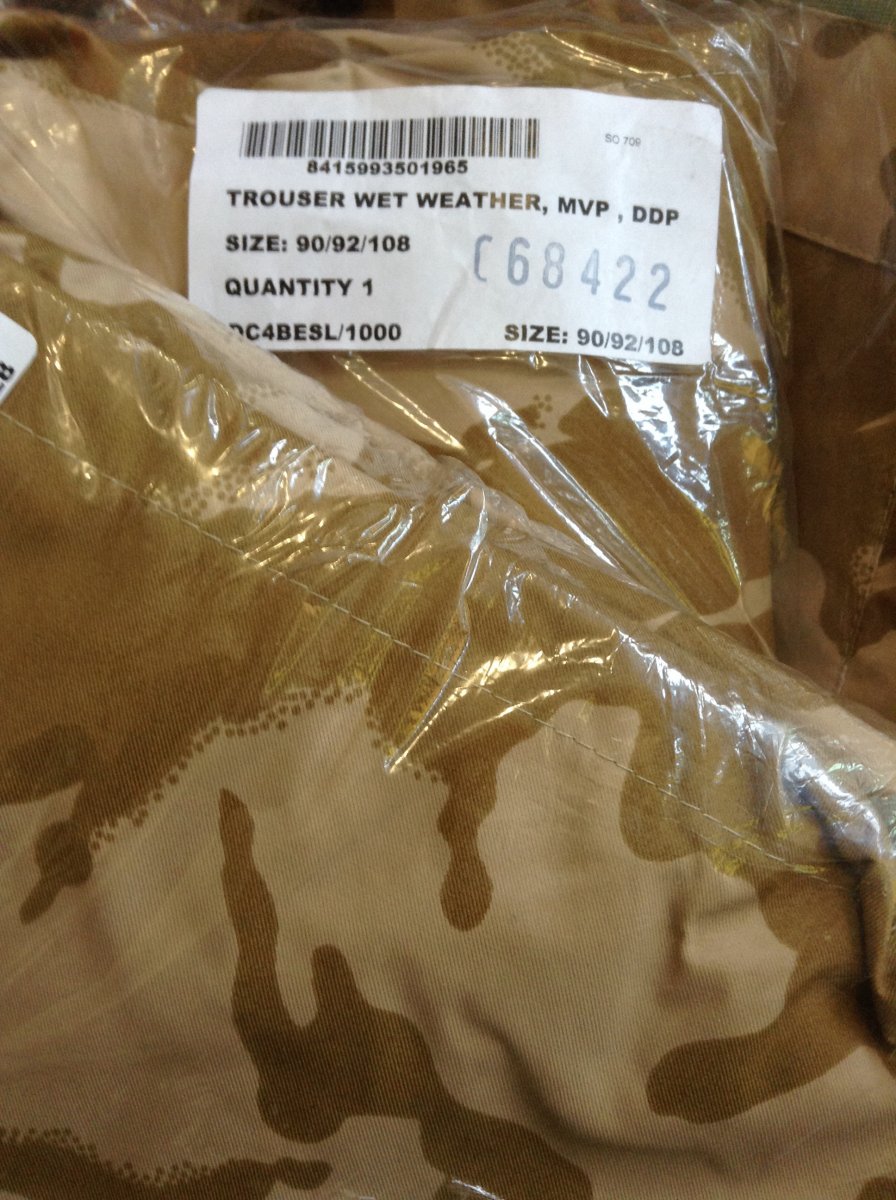 SO 709
8415993501965
TROUSER WET WEATHER, MVP , DDP
SIZE: 90/92/108
C68422
QUANTITY 1
DC4BESL/1000 SIZE: 90/92/108